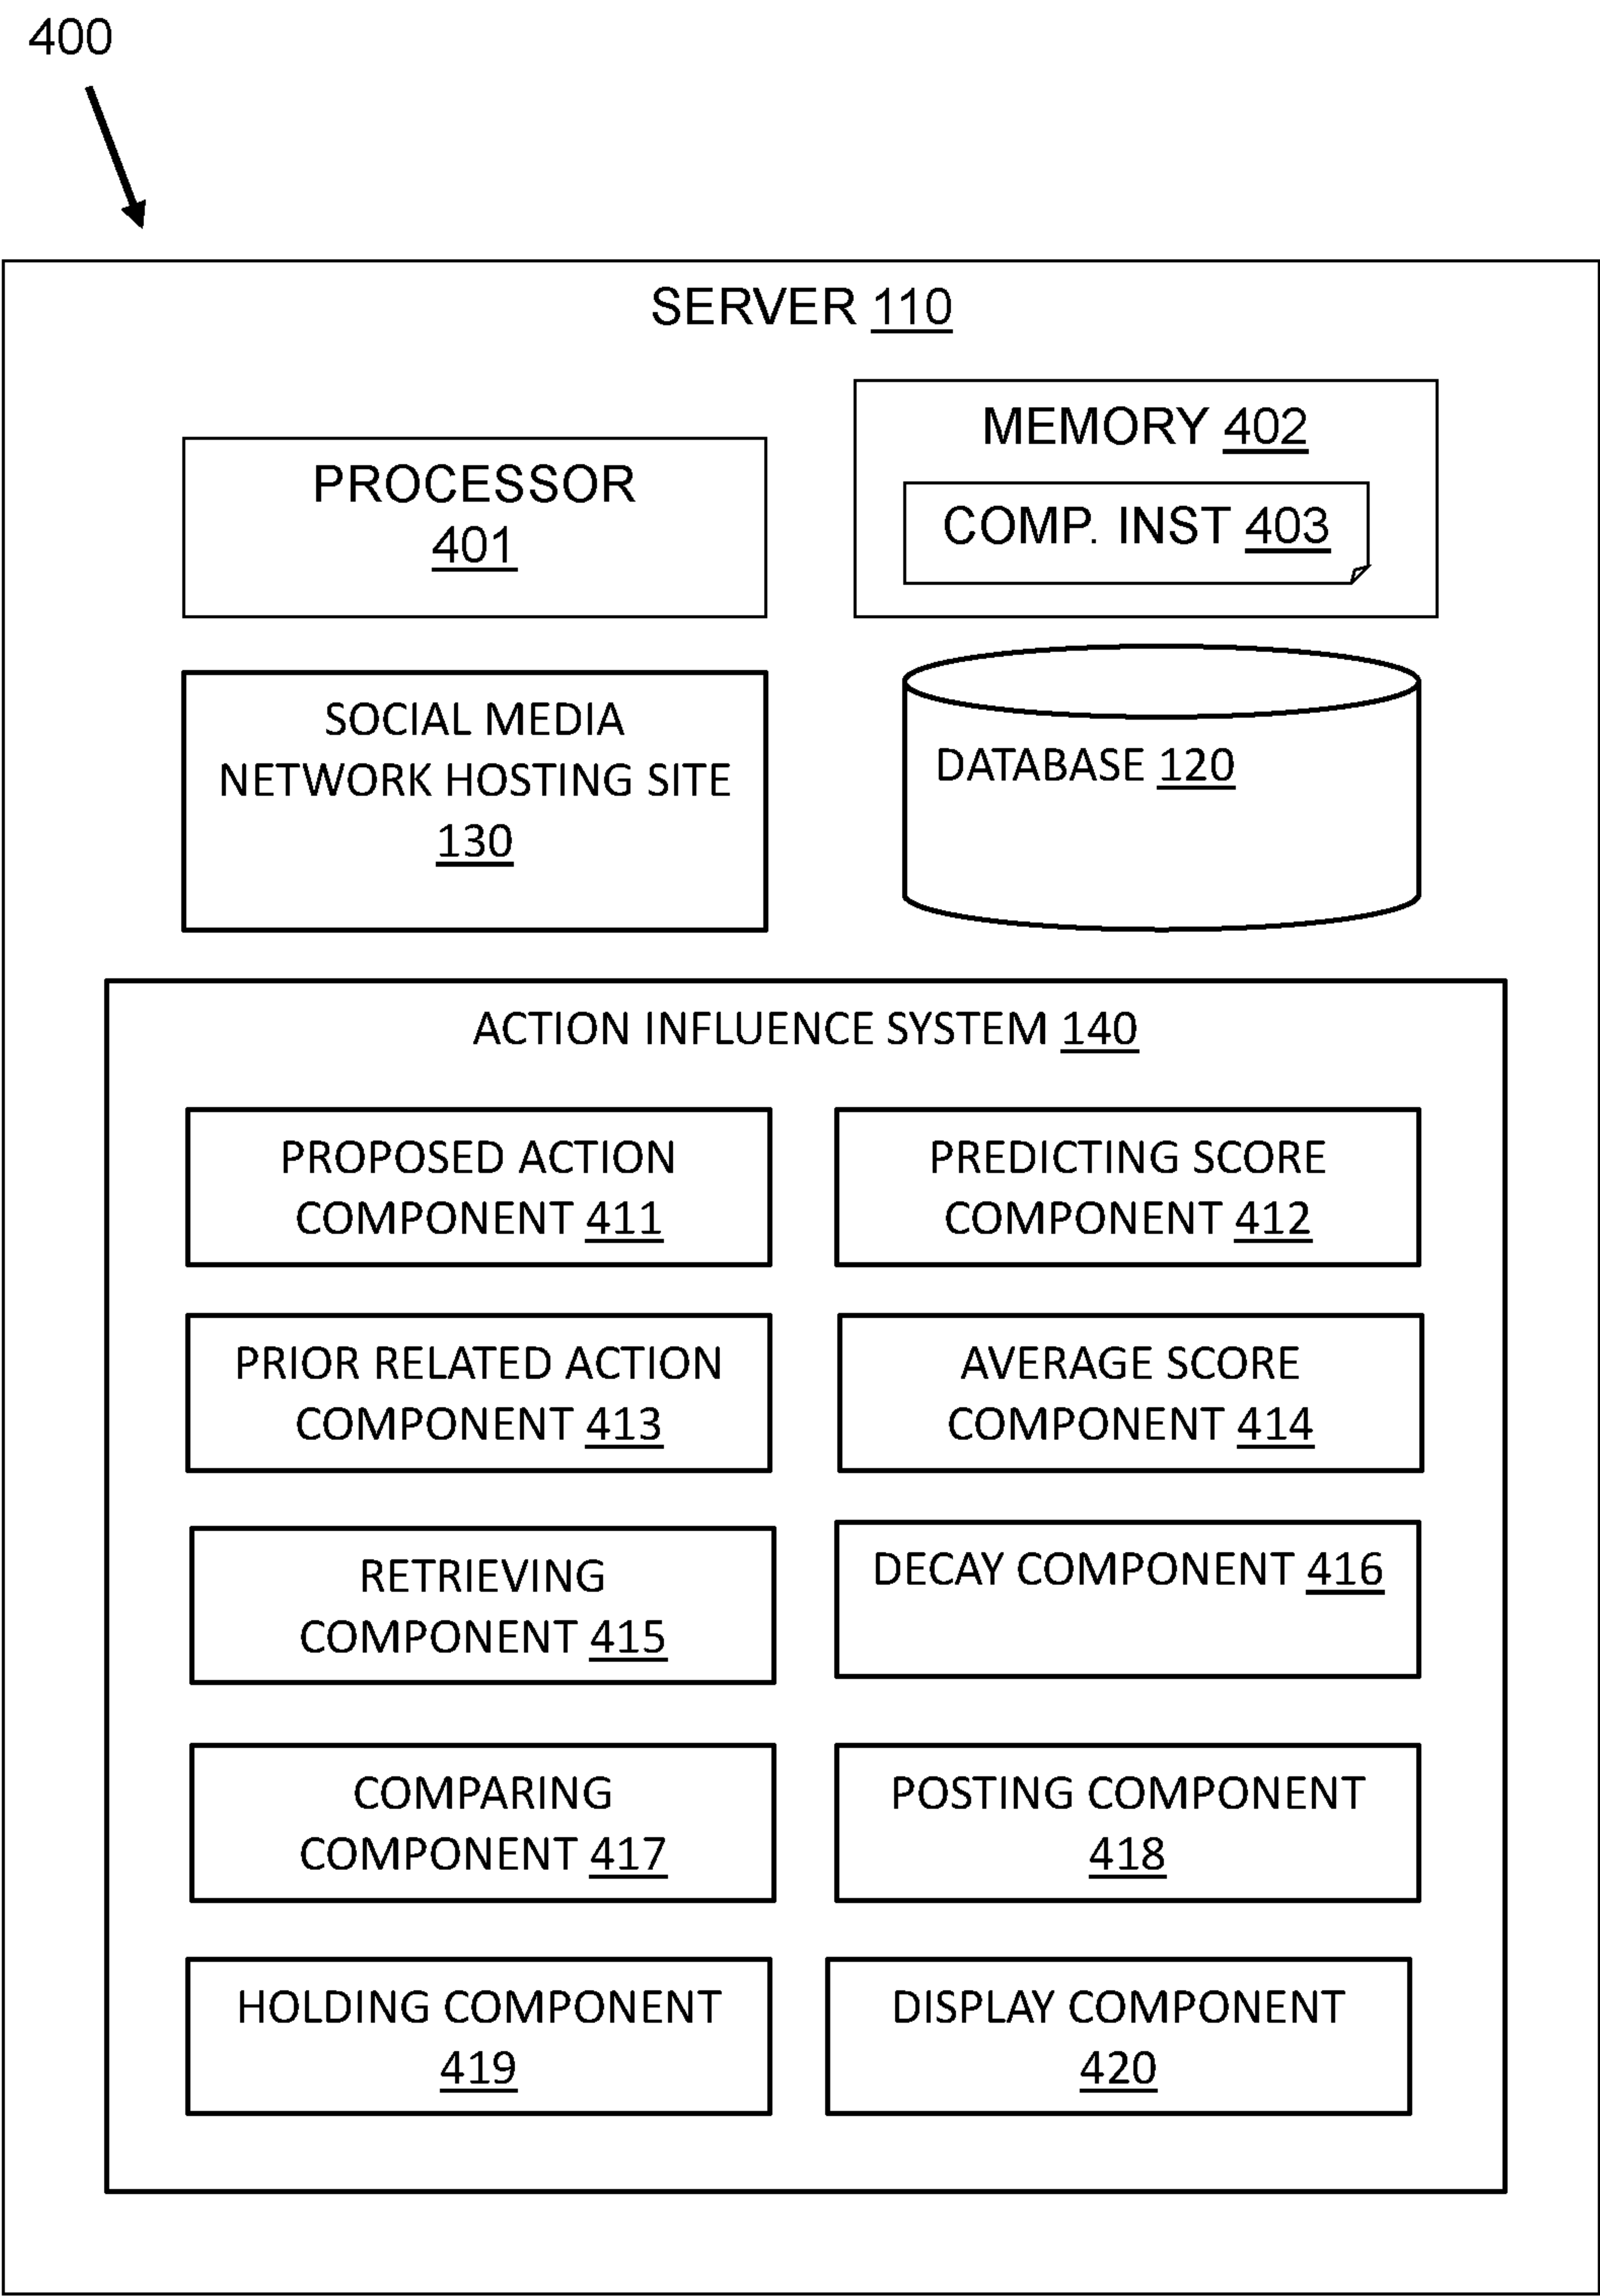 400
SERVER 110
PROCESSOR
401
MEMORY 402
COMP. INST 403
SOCIAL MEDIA
NETWORK HOSTING SITE
130
DATABASE 120
ACTION INFLUENCE SYSTEM 140
PROPOSED ACTION
COMPONENT 411
PREDICTING SCORE
COMPONENT 412
PRIOR RELATED ACTION
COMPONENT 413
AVERAGE SCORE
COMPONENT 414
RETRIEVING
COMPONENT 415
DECAY COMPONENT 416
COMPARING
COMPONENT 417
POSTING COMPONENT
418
HOLDING COMPONENT
419
DISPLAY COMPONENT
420